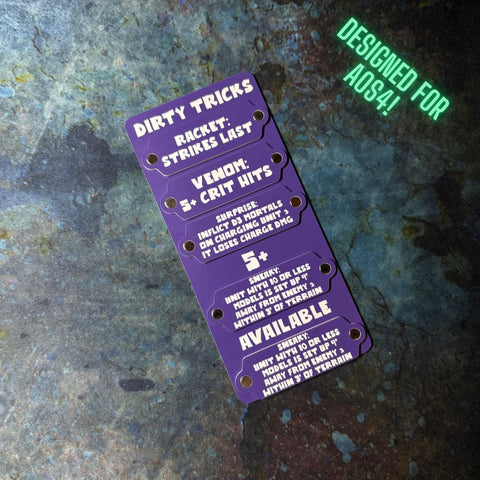 DESIGNED FOR
AOS4!
DIRTY TRICKS
RACKET:
STRIKES LAST
VENOM:
5+ CRIT HITS
SURPRISE:
INFLICT D3 MORTALS
ON CHARGING UNIT &
IT LOSES CHARGE DMG
5+
SNEAKY:
UNIT WITH 10 OR LESS
MODELS IS SET UP 9"
AWAY FROM ENEMY &
WITHIN 3" OF TERRAIN
AVAILABLE
SNEAKY:
UNIT WITH 10 OR LESS
MODELS IS SET UP 9"
AWAY FROM ENEMY &
WITHIN 3" OF TERRAIN